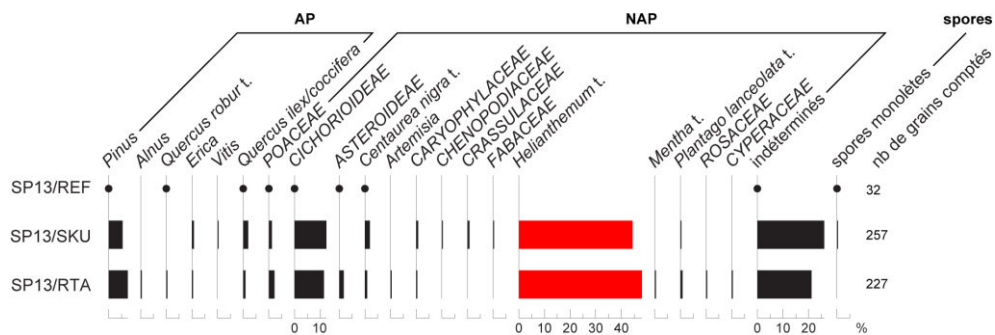 AP NAP spores
Pinus
Alnus
Quercus robur t.
Erica
Vitis
Quercus ilex/coccifera
POACEAE
CICHORIOIDEAE
ASTEROIDEAE
Centaurea nigra t.
Artemisia
CARYOPHYLACEAE
CHENOPODIACEAE
CRASSULACEAE
FABACEAE
Helianthemum t.
Mentha t.
Plantago lanceolata t.
ROSACEAE
CYPERACEAE
indéterminés
spores monolètes
nb de grains comptés
SP13/REF 32
SP13/SKU 257
SP13/RTA 227
0 10 0 10 20 30 40 0 10 20 %